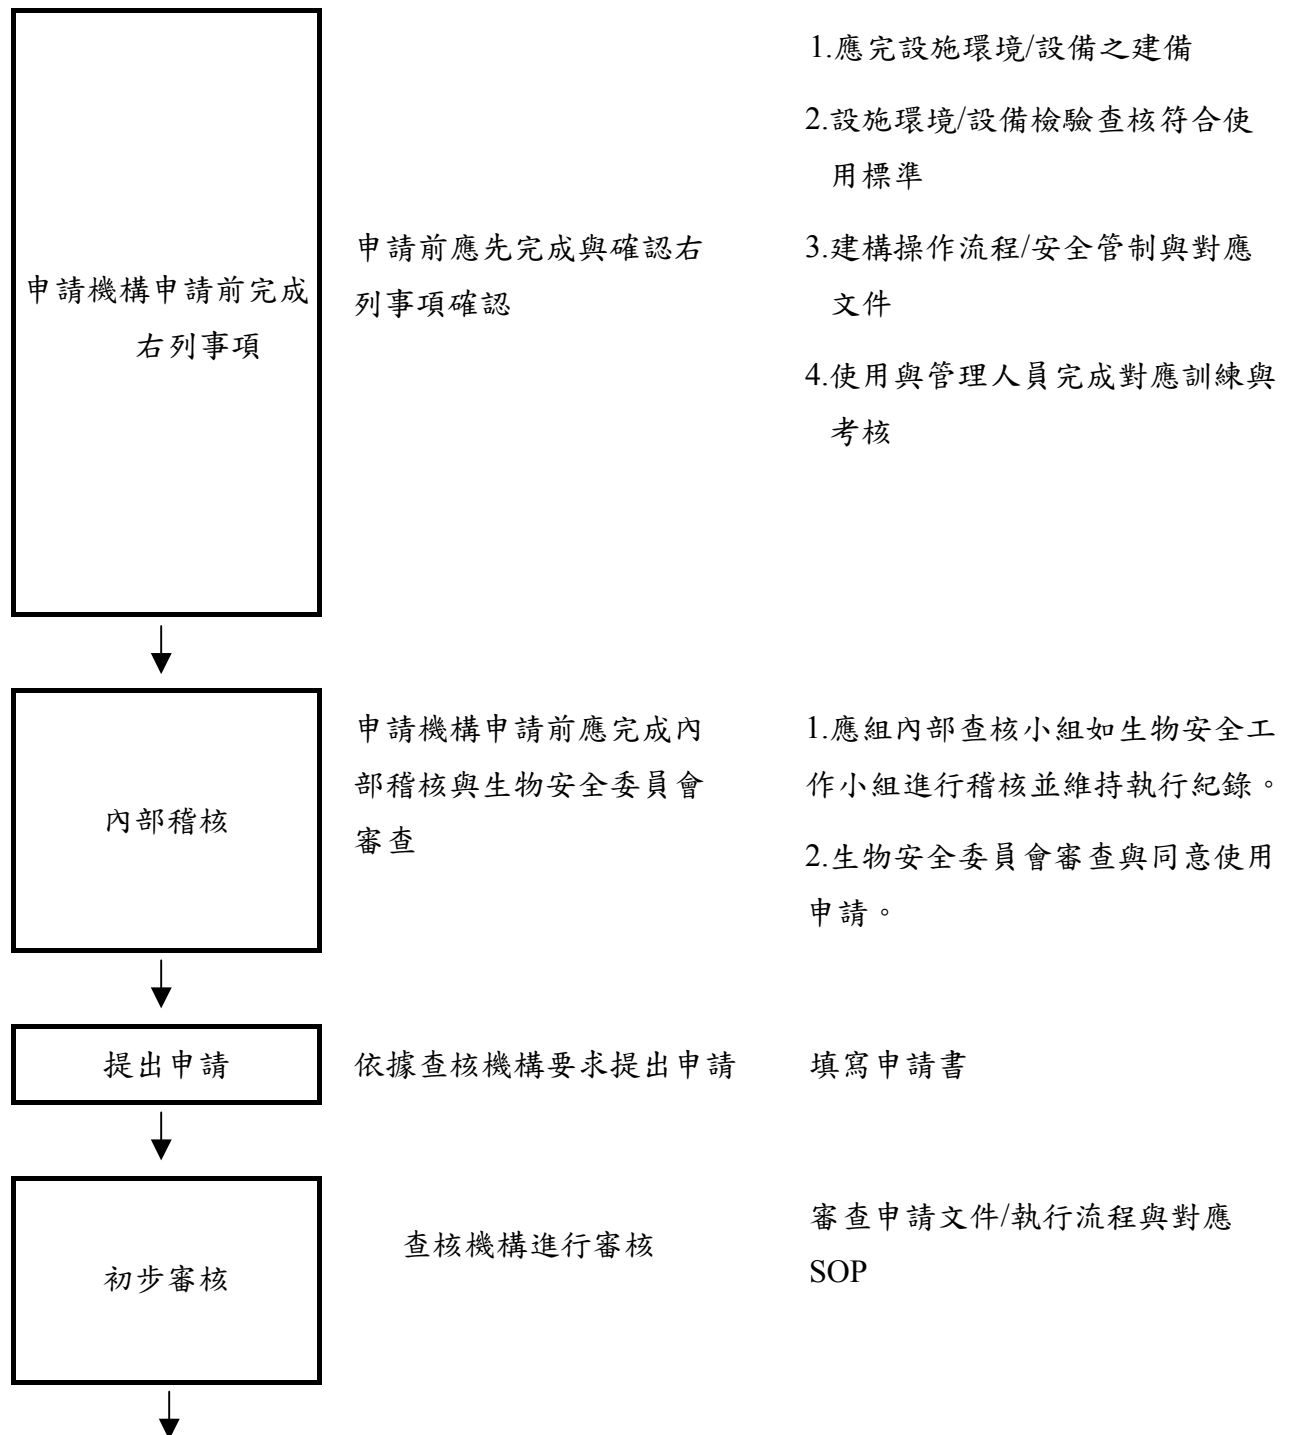 申請機構申請前完成
右列事項
申請前應先完成與確認右
列事項確認
1.應完設施環境/設備之建備
2.設施環境/設備檢驗查核符合使
用標準
3.建構操作流程/安全管制與對應
文件
4.使用與管理人員完成對應訓練與
考核
內部稽核
申請機構申請前應完成內
部稽核與生物安全委員會
審查
1.應組內部查核小組如生物安全工
作小組進行稽核並維持執行紀錄。
2.生物安全委員會審查與同意使用
申請。
提出申請
依據查核機構要求提出申請
填寫申請書
初步審核
查核機構進行審核
審查申請文件/執行流程與對應
SOP